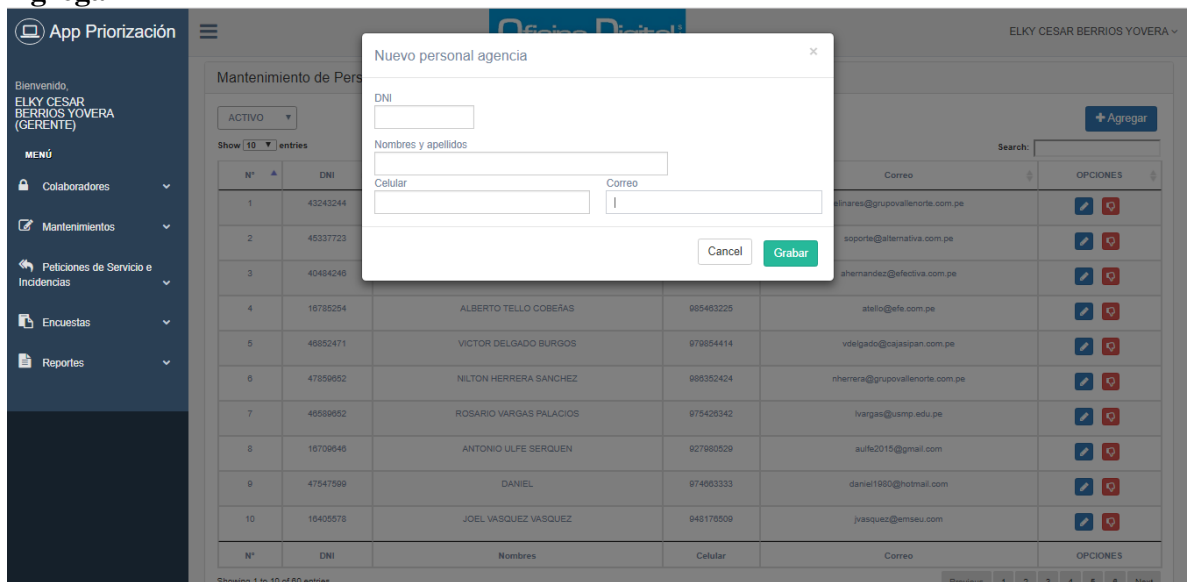 App Priorización
ELKY CESAR BERRIOS YOVERA
Bienvenido,
ELKY CESAR
BERRIOS YOVERA
(GERENTE)
MENÚ
Colaboradores
Mantenimientos
Peticiones de Servicio e
Incidencias
Encuestas
Reportes
Nuevo personal agencia
×
DNI
Nombres y apellidos
Celular Correo
Cancel Grabar
Mantenimiento de Pers
ACTIVO + Agregar
Show 10 entries Search:
N° DNI Correo OPCIONES
1 43243244 elinares@grupovallenorte.com.pe
2 45337723 soporte@alternativa.com.pe
3 40484246 ahernandez@efectiva.com.pe
4 16785254 ALBERTO TELLO COBEÑAS 985463225 atello@efe.com.pe
5 46852471 VICTOR DELGADO BURGOS 979854414 vdelgado@cajasipan.com.pe
6 47859652 NILTON HERRERA SANCHEZ 986352424 nherrera@grupovallenorte.com.pe
7 46589652 ROSARIO VARGAS PALACIOS 975426342 lvargas@usmp.edu.pe
8 16709646 ANTONIO ULFE SERQUEN 927980529 aulfe2015@gmail.com
9 47547599 DANIEL 974663333 daniel1980@hotmail.com
10 16405578 JOEL VASQUEZ VASQUEZ 948176509 jvasquez@emseu.com
N° DNI Nombres Celular Correo OPCIONES
Showing 1 to 10 of 60 entries Previous 1 2 3 4 5 6 Next